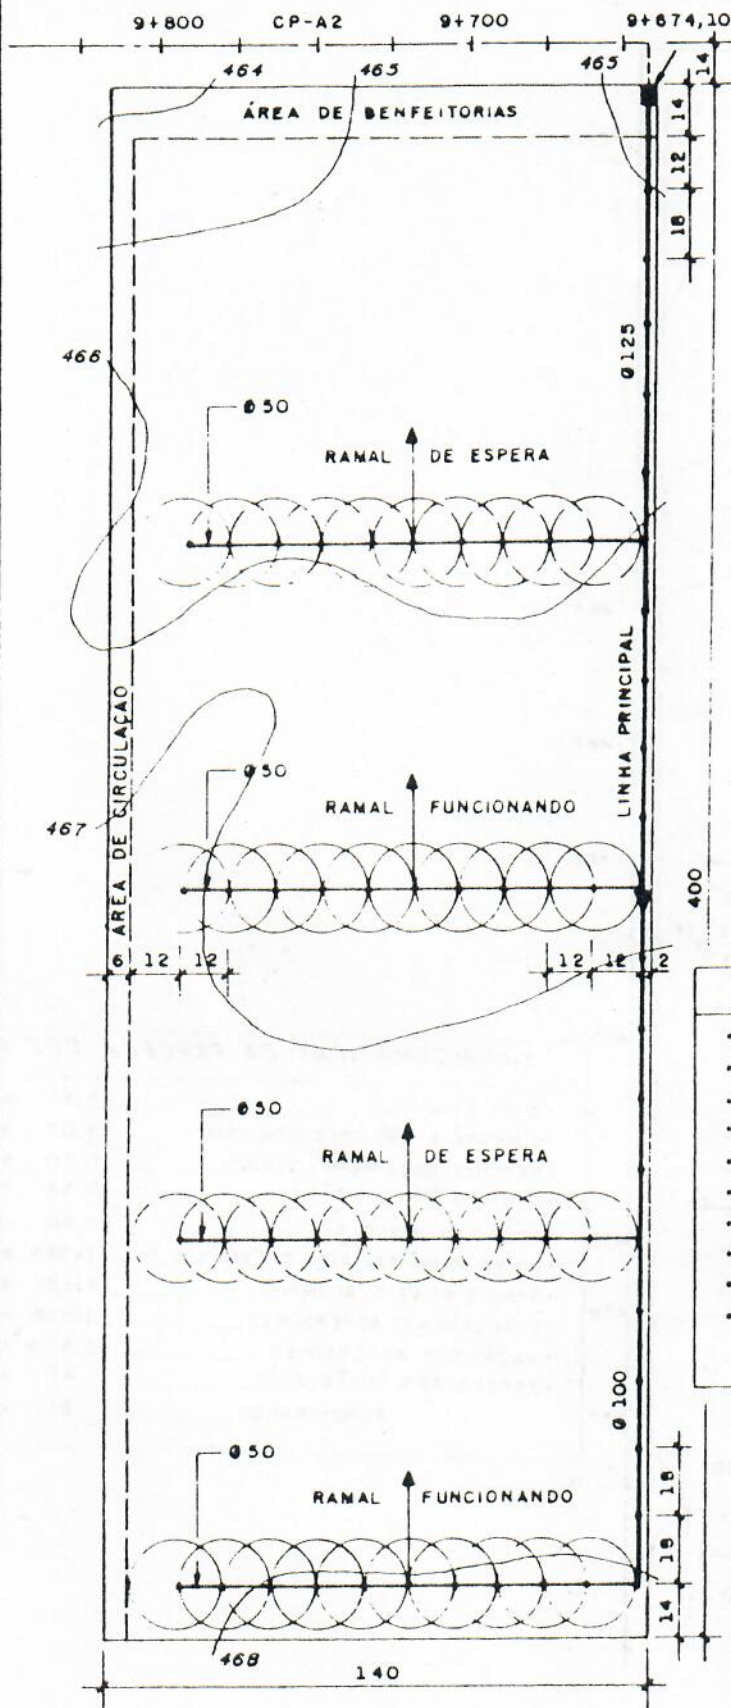 9+800 CP-A2 9+700 9+674,10
14
464 465 465
ÁREA DE BENFEITORIAS
14
12
18
466
Ø125
Ø50
RAMAL DE ESPERA
LINHA PRINCIPAL
ÁREA DE CIRCULAÇÃO
Ø50
467
RAMAL FUNCIONANDO
400
6 12 12 12 12 2
Ø50
RAMAL DE ESPERA
Ø100
Ø50
RAMAL FUNCIONANDO
18
18
14
468
140